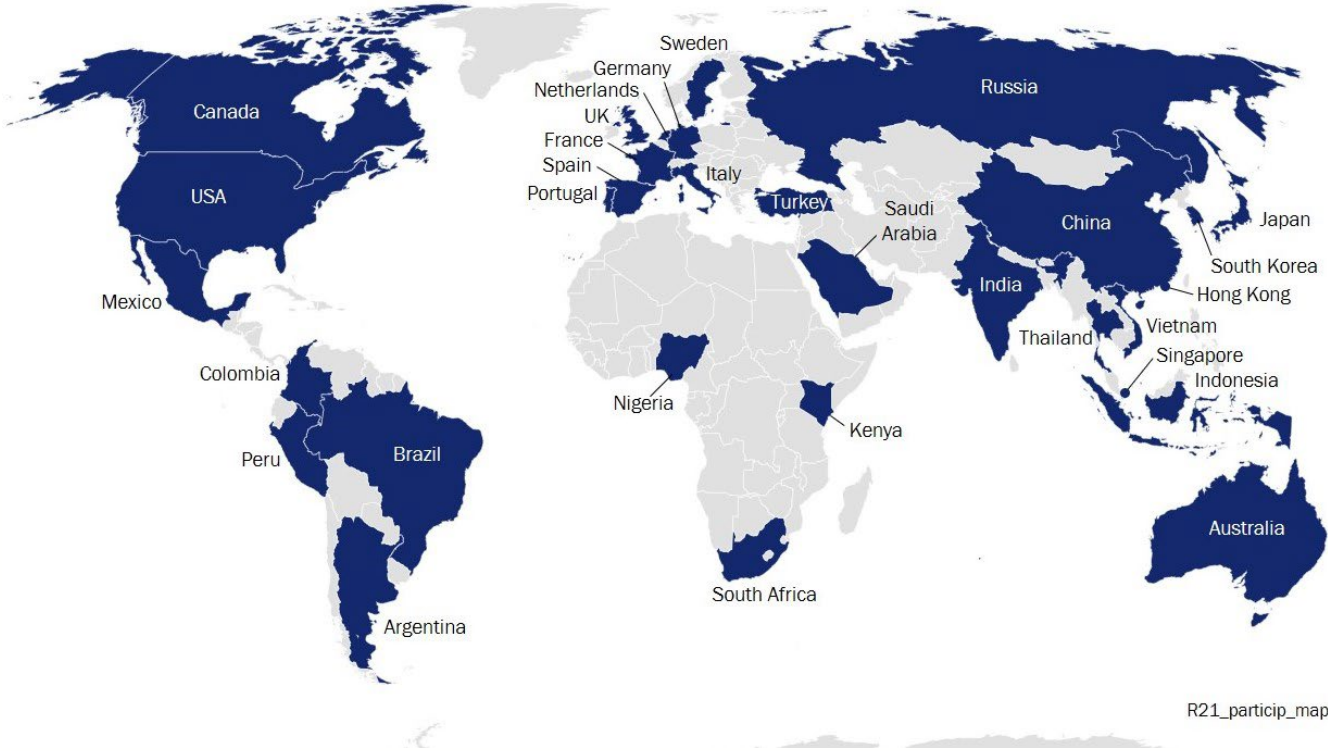 Sweden
Germany
Netherlands
UK
France
Spain
Portugal
Italy
Turkey
Saudi
Arabia
Russia
Canada
USA
Mexico
China
Japan
South Korea
Hong Kong
India
Thailand
Vietnam
Singapore
Indonesia
Colombia
Peru
Brazil
Argentina
Nigeria
Kenya
South Africa
Australia
R21_particip_map